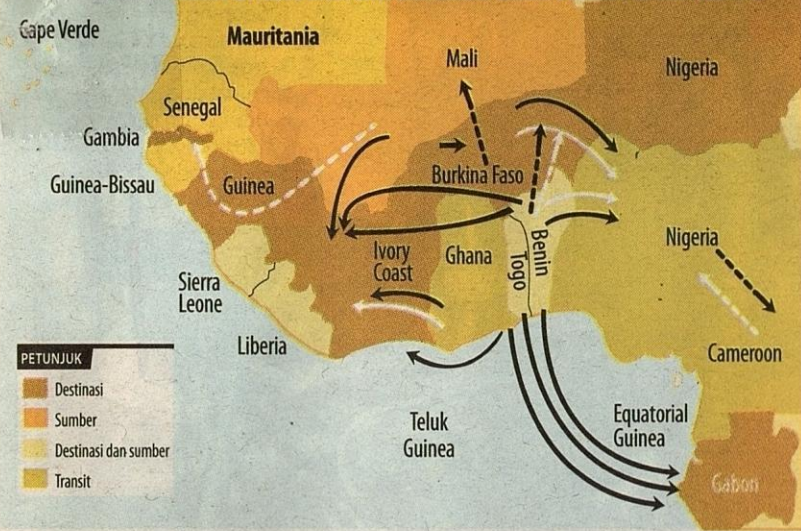 Cape Verde
Mauritania
Mali
Nigeria
Senegal
Gambia
Guinea-Bissau
Guinea
Burkina Faso
Ivory
Coast
Ghana
Togo
Benin
Nigeria
Sierra
Leone
Liberia
Cameroon
PETUNJUK
Destinasi
Sumber
Destinasi dan sumber
Transit
Teluk
Guinea
Equatorial
Guinea
Gabon